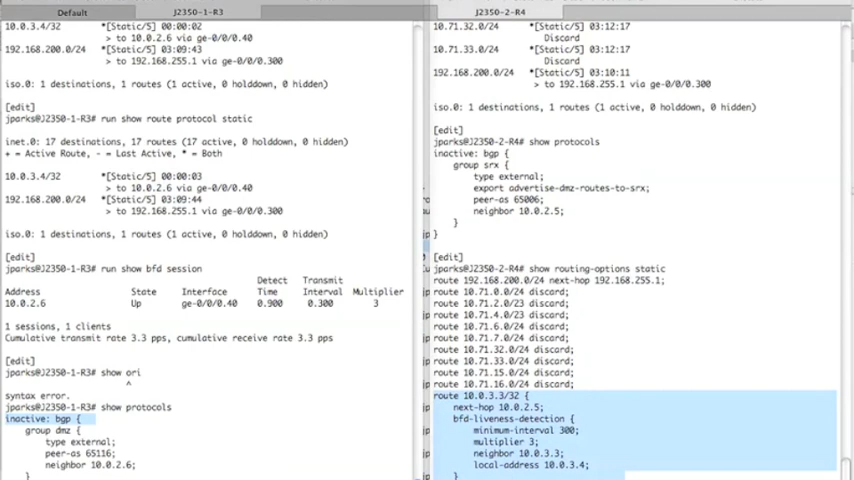 Default
J2350-1-R3
10.0.3.4/32 *[Static/5] 00:00:02
> to 10.0.2.6 via ge-0/0/0.40
192.168.200.0/24 *[Static/5] 03:09:43
> to 192.168.255.1 via ge-0/0/0.300
iso.0: 1 destinations, 1 routes (1 active, 0 holddown, 0 hidden)
[edit]
jparks@J2350-1-R3# run show route protocol static
inet.0: 17 destinations, 17 routes (17 active, 0 holddown, 0 hidden)
+ = Active Route, - = Last Active, * = Both
10.0.3.4/32 *[Static/5] 00:00:03
> to 10.0.2.6 via ge-0/0/0.40
192.168.200.0/24 *[Static/5] 03:09:44
> to 192.168.255.1 via ge-0/0/0.300
iso.0: 1 destinations, 1 routes (1 active, 0 holddown, 0 hidden)
[edit]
jparks@J2350-1-R3# run show bfd session
Detect Transmit
Address State Interface Time Interval Multiplier
10.0.2.6 Up ge-0/0/0.40 0.900 0.300 3
1 sessions, 1 clients
Cumulative transmit rate 3.3 pps, cumulative receive rate 3.3 pps
[edit]
jparks@J2350-1-R3# show ori
^
syntax error.
jparks@J2350-1-R3# show protocols
inactive: bgp {
group dmz {
type external;
peer-as 65116;
neighbor 10.0.2.6;
}
J2350-2-R4
10.71.32.0/24 *[Static/5] 03:12:17
Discard
10.71.33.0/24 *[Static/5] 03:12:17
Discard
192.168.200.0/24 *[Static/5] 03:10:11
> to 192.168.255.1 via ge-0/0/0.300
iso.0: 1 destinations, 1 routes (1 active, 0 holddown, 0 hidden)
[edit]
jparks@J2350-2-R4# show protocols
inactive: bgp {
group srx {
type external;
export advertise-dmz-routes-to-srx;
peer-as 65006;
neighbor 10.0.2.5;
}
}
[edit]
jparks@J2350-2-R4# show routing-options static
route 192.168.200.0/24 next-hop 192.168.255.1;
route 10.71.0.0/24 discard;
route 10.71.2.0/23 discard;
route 10.71.4.0/23 discard;
route 10.71.6.0/24 discard;
route 10.71.7.0/24 discard;
route 10.71.32.0/24 discard;
route 10.71.33.0/24 discard;
route 10.71.15.0/24 discard;
route 10.71.16.0/24 discard;
route 10.0.3.3/32 {
next-hop 10.0.2.5;
bfd-liveness-detection {
minimum-interval 300;
multiplier 3;
neighbor 10.0.3.3;
local-address 10.0.3.4;
}